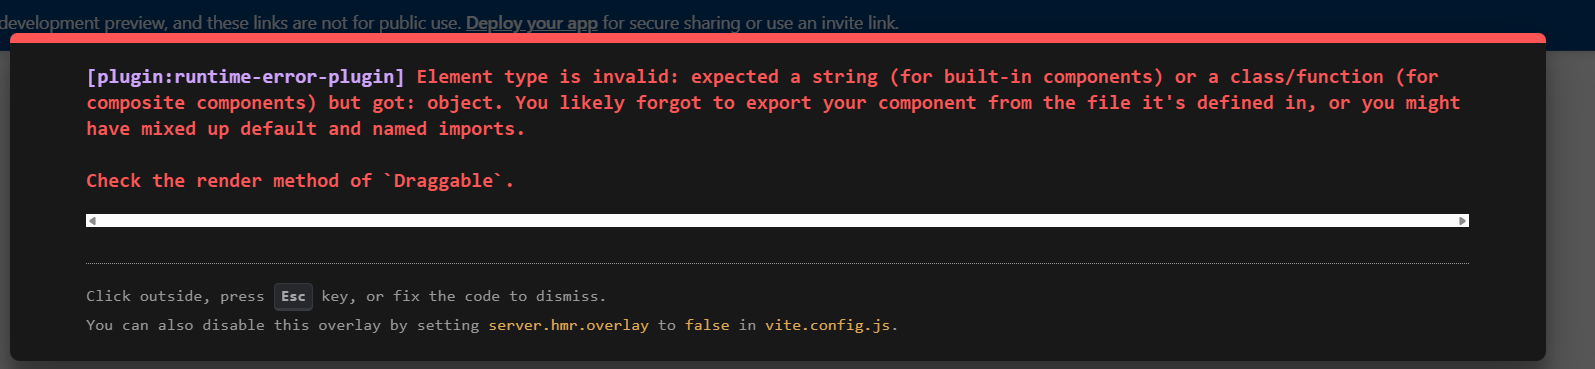 development preview, and these links are not for public use. Deploy your app for secure sharing or use an invite link.
[plugin:runtime-error-plugin] Element type is invalid: expected a string (for built-in components) or a class/function (for
composite components) but got: object. You likely forgot to export your component from the file it's defined in, or you might
have mixed up default and named imports.
Check the render method of `Draggable`.
Click outside, press Esc key, or fix the code to dismiss.
You can also disable this overlay by setting server.hmr.overlay to false in vite.config.js.